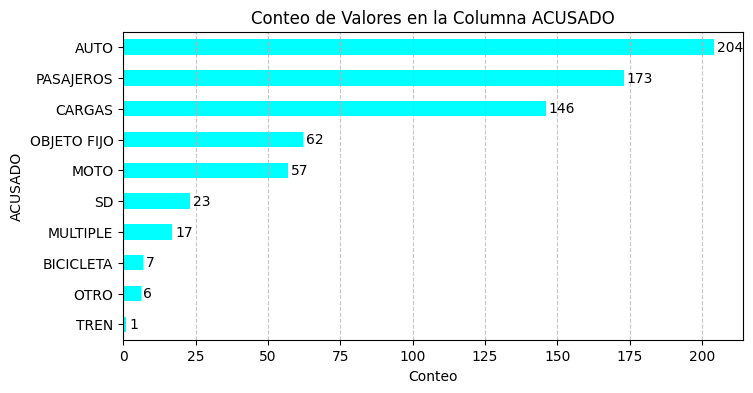 Conteo de Valores en la Columna ACUSADO
ACUSADO
AUTO 204
PASAJEROS 173
CARGAS 146
OBJETO FIJO 62
MOTO 57
SD 23
MULTIPLE 17
BICICLETA 7
OTRO 6
TREN 1
0 25 50 75 100 125 150 175 200
Conteo